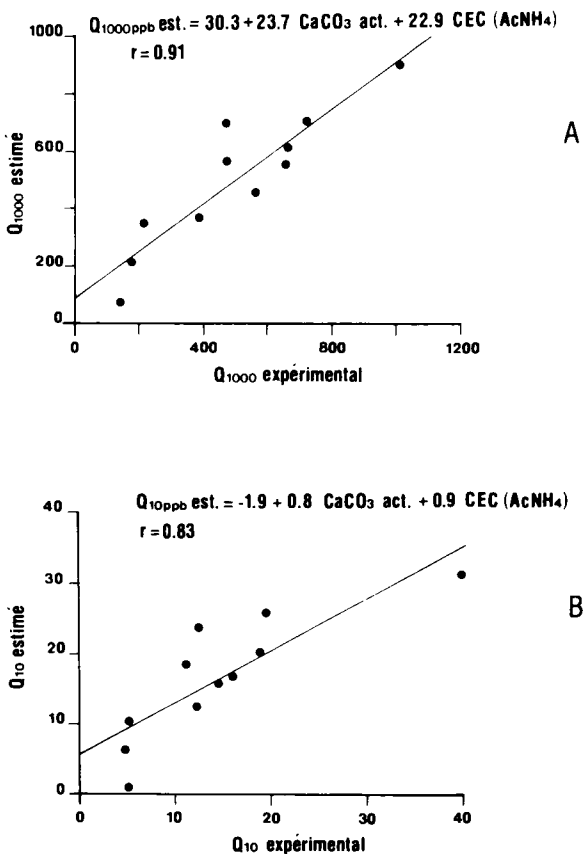 Q1000ppb est. = 30.3 + 23.7 CaCO3 act. + 22.9 CEC (AcNH4)
r = 0.91
1000
600
200
0
Q1000 estimé
A
0 400 800 1200
Q1000 expérimental
Q10ppb est. = -1.9 + 0.8 CaCO3 act. + 0.9 CEC (AcNH4)
r = 0.83
40
30
20
10
0
Q10 estimé
B
0 10 20 30 40
Q10 expérimental